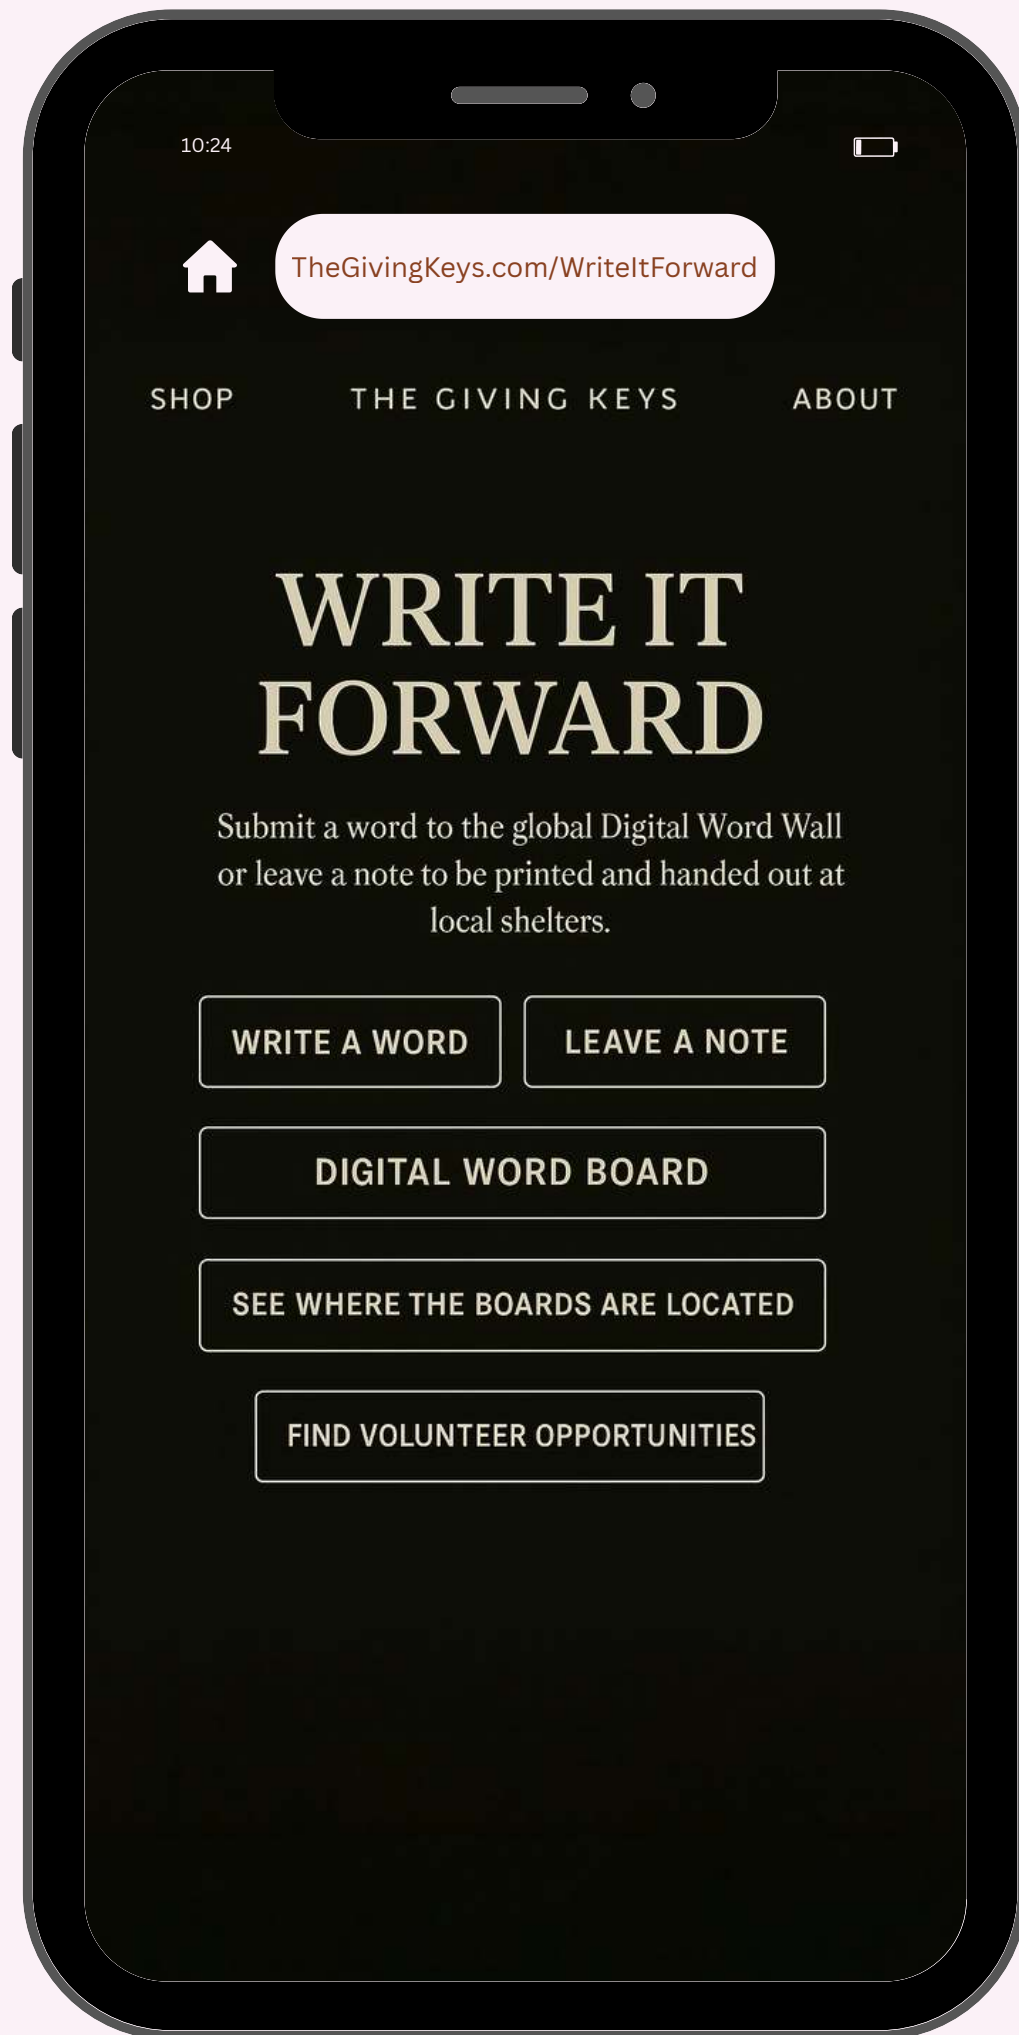 10:24
TheGivingKeys.com/WriteItForward
SHOP THE GIVING KEYS ABOUT
WRITE IT
FORWARD
Submit a word to the global Digital Word Wall
or leave a note to be printed and handed out at
local shelters.
WRITE A WORD LEAVE A NOTE
DIGITAL WORD BOARD
SEE WHERE THE BOARDS ARE LOCATED
FIND VOLUNTEER OPPORTUNITIES